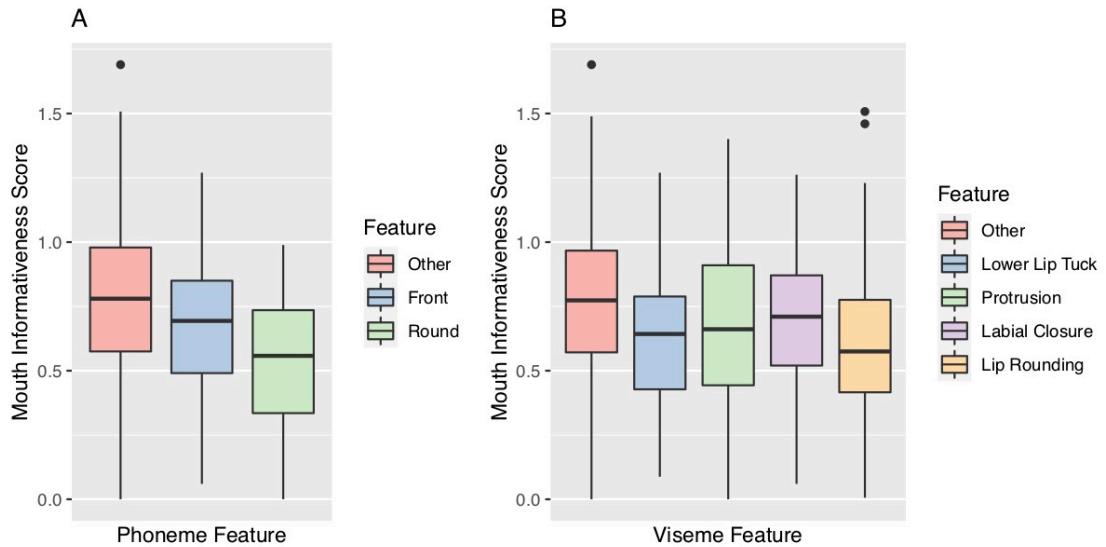 A
Mouth Informativeness Score
1.5
1.0
0.5
0.0
Phoneme Feature
Feature
Other
Front
Round
B
Mouth Informativeness Score
1.5
1.0
0.5
0.0
Viseme Feature
Feature
Other
Lower Lip Tuck
Protrusion
Labial Closure
Lip Rounding